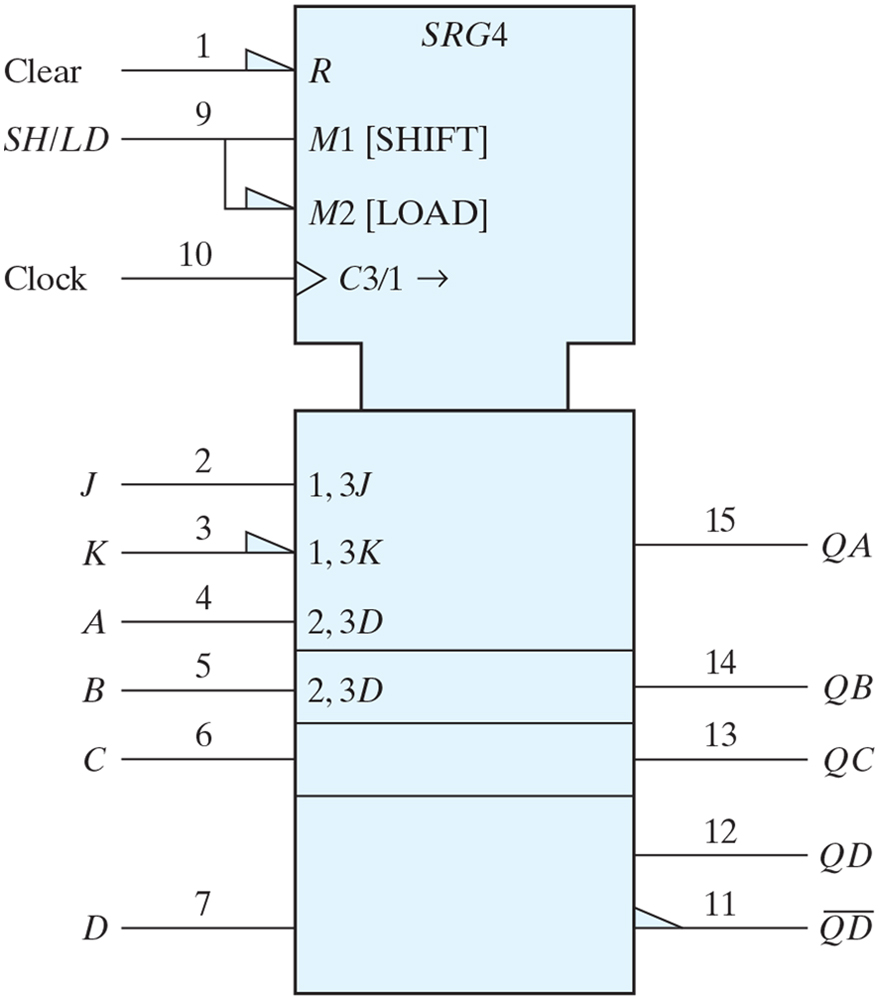 SRG4
Clear 1 R
SH/LD 9 M1 [SHIFT]
M2 [LOAD]
Clock 10 C3/1 →
J 2 1, 3J
K 3 1, 3K
15 QA
A 4 2, 3D
B 5 2, 3D 14 QB
C 6 13 QC
12 QD
D 7 11 Q̅D̅